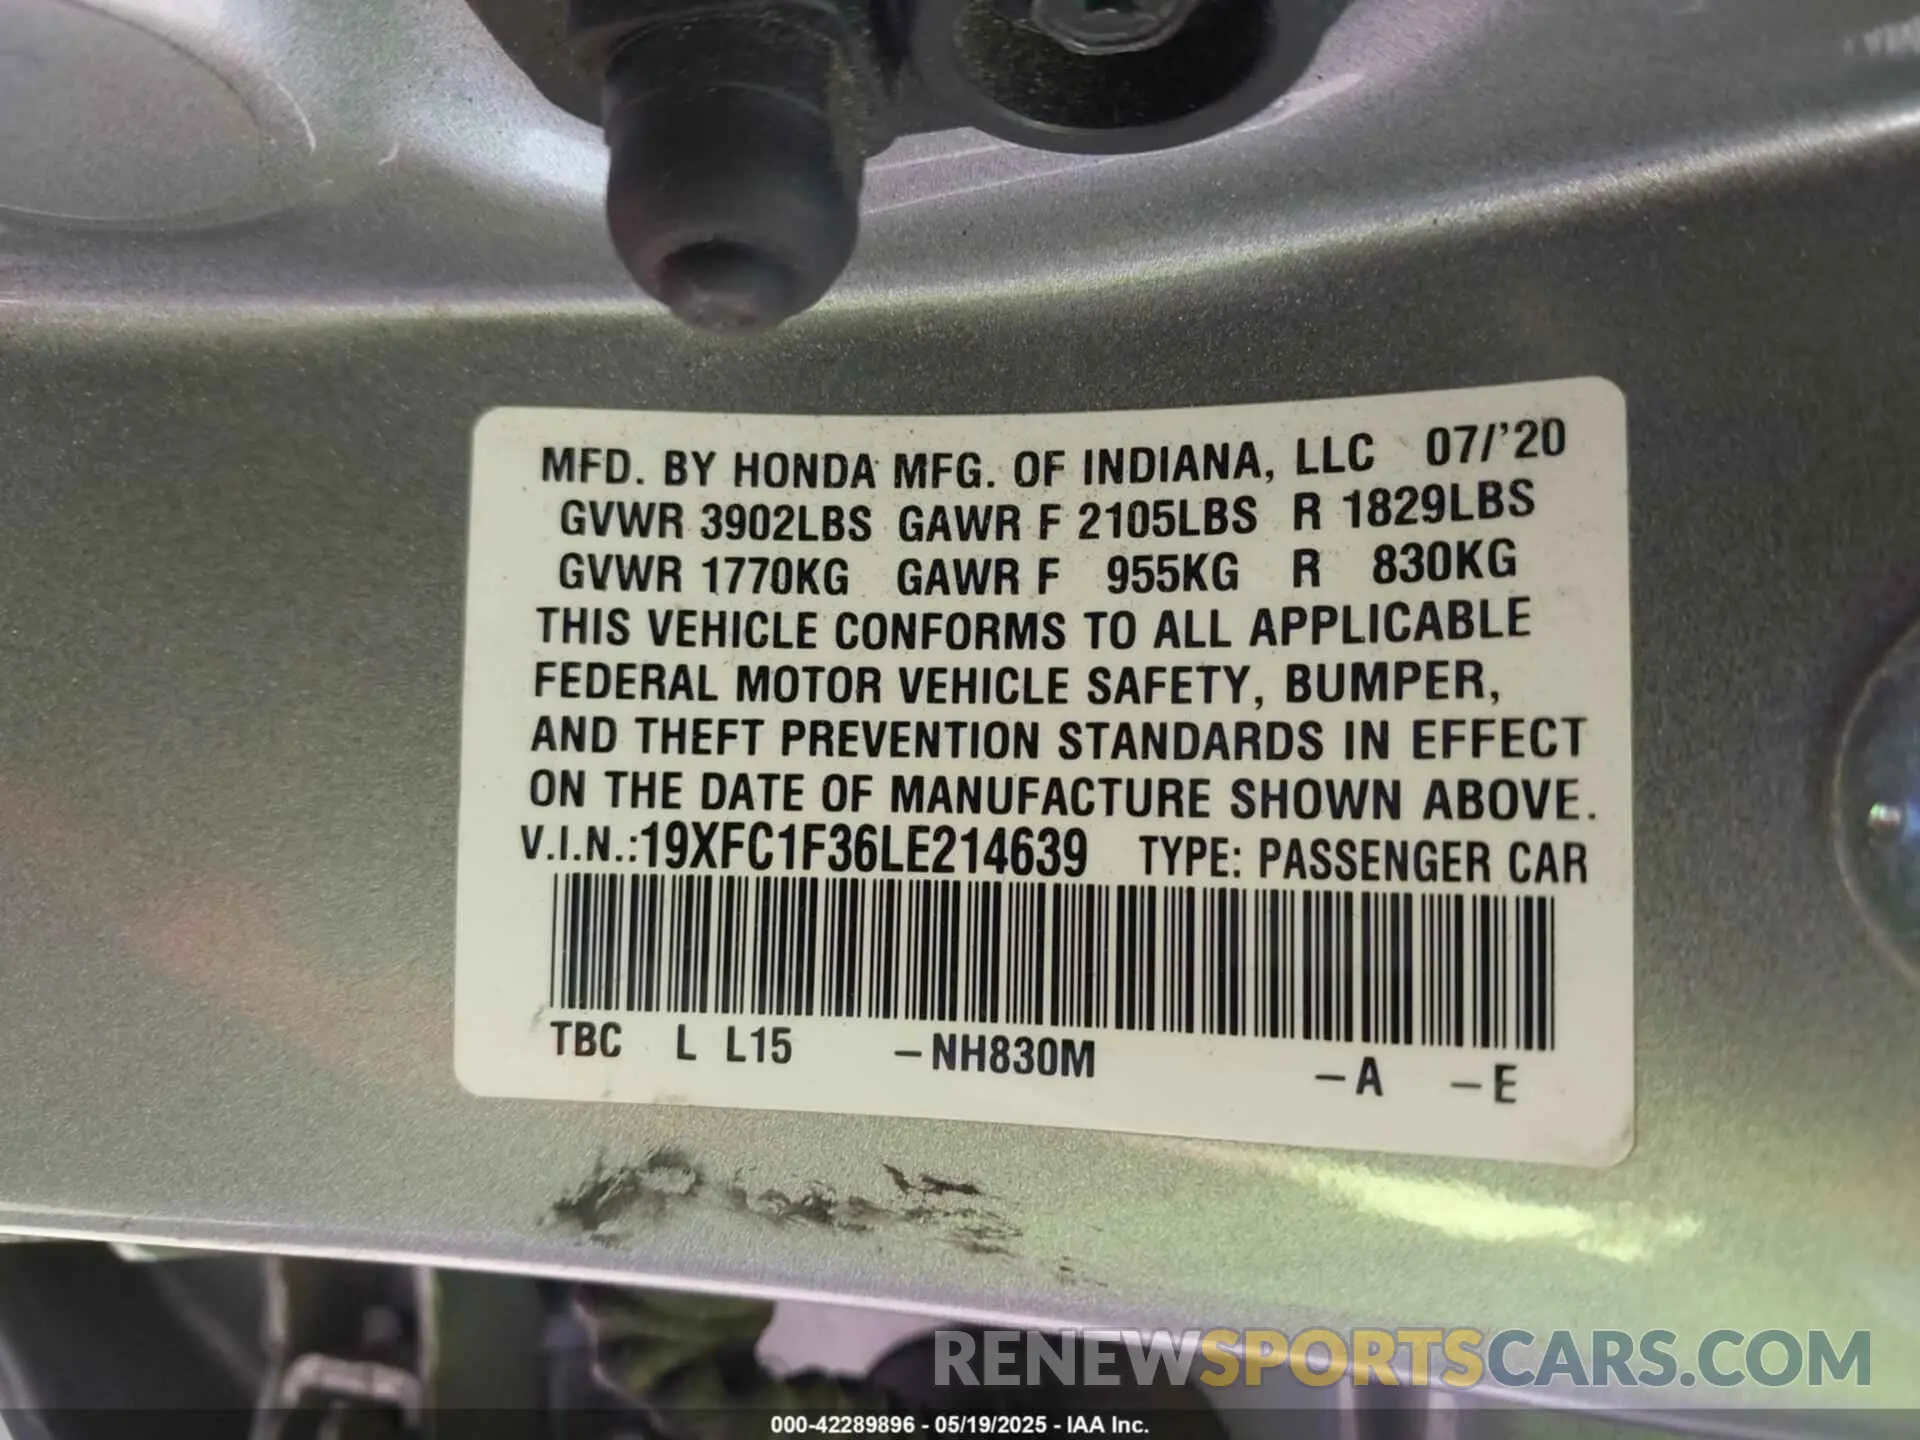 MFD. BY HONDA MFG. OF INDIANA, LLC 07/'20
GVWR 3902LBS GAWR F 2105LBS R 1829LBS
GVWR 1770KG GAWR F 955KG R 830KG
THIS VEHICLE CONFORMS TO ALL APPLICABLE
FEDERAL MOTOR VEHICLE SAFETY, BUMPER,
AND THEFT PREVENTION STANDARDS IN EFFECT
ON THE DATE OF MANUFACTURE SHOWN ABOVE.
V.I.N.:19XFC1F36LE214639 TYPE: PASSENGER CAR
TBC L L15 –NH830M –A –E
RENEWSPORTSCARS.COM
000-42289896 - 05/19/2025 - IAA Inc.